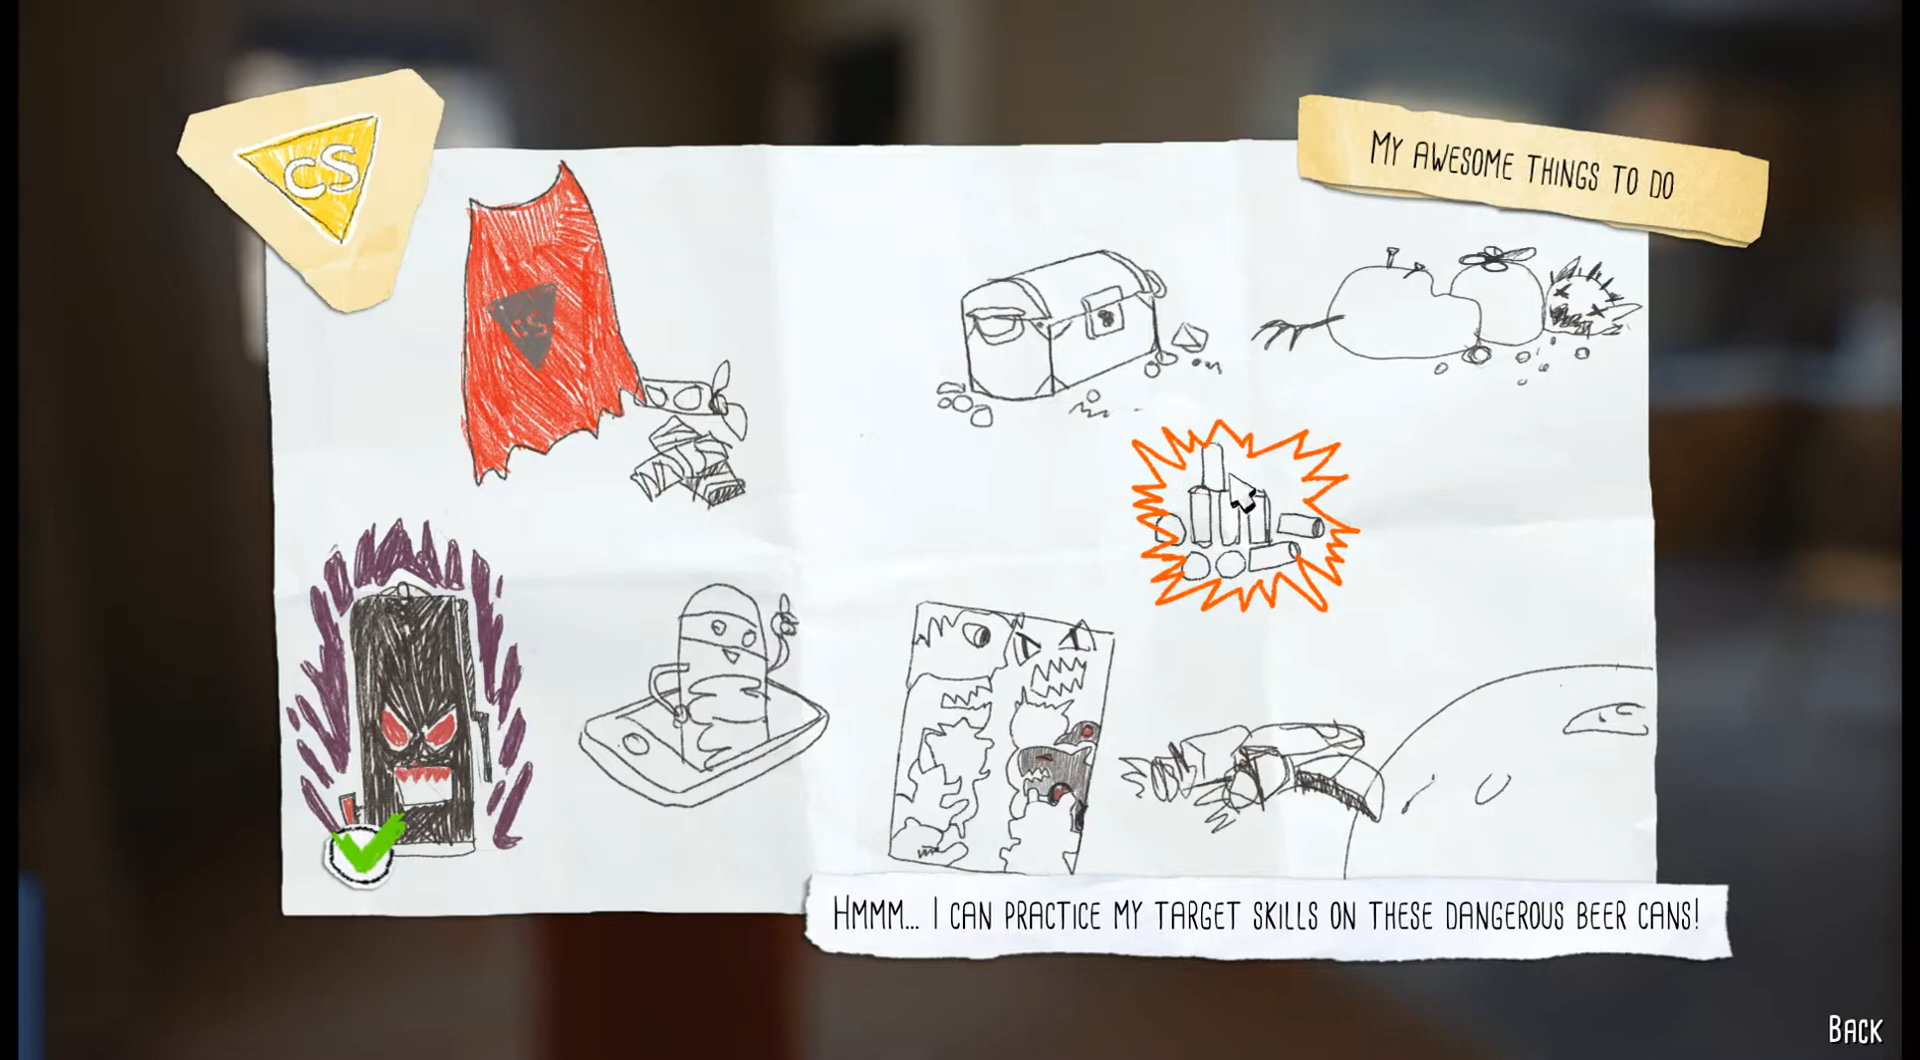 CS
MY AWESOME THINGS TO DO
CS
HMMM... I CAN PRACTICE MY TARGET SKILLS ON THESE DANGEROUS BEER CANS!
BACK